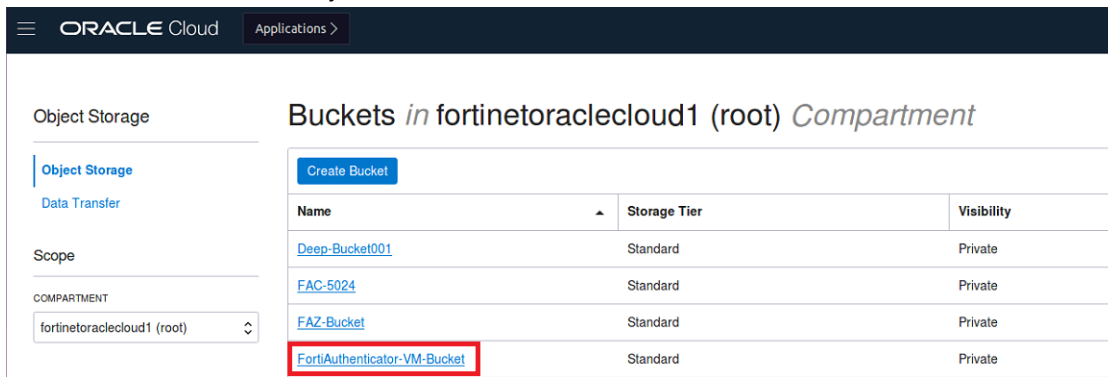 ORACLE Cloud Applications >
Object Storage
Object Storage
Data Transfer
Scope
COMPARTMENT
fortinetoraclecloud1 (root)
Buckets in fortinetoraclecloud1 (root) Compartment
Create Bucket
Name Storage Tier Visibility
Deep-Bucket001 Standard Private
FAC-5024 Standard Private
FAZ-Bucket Standard Private
FortiAuthenticator-VM-Bucket Standard Private